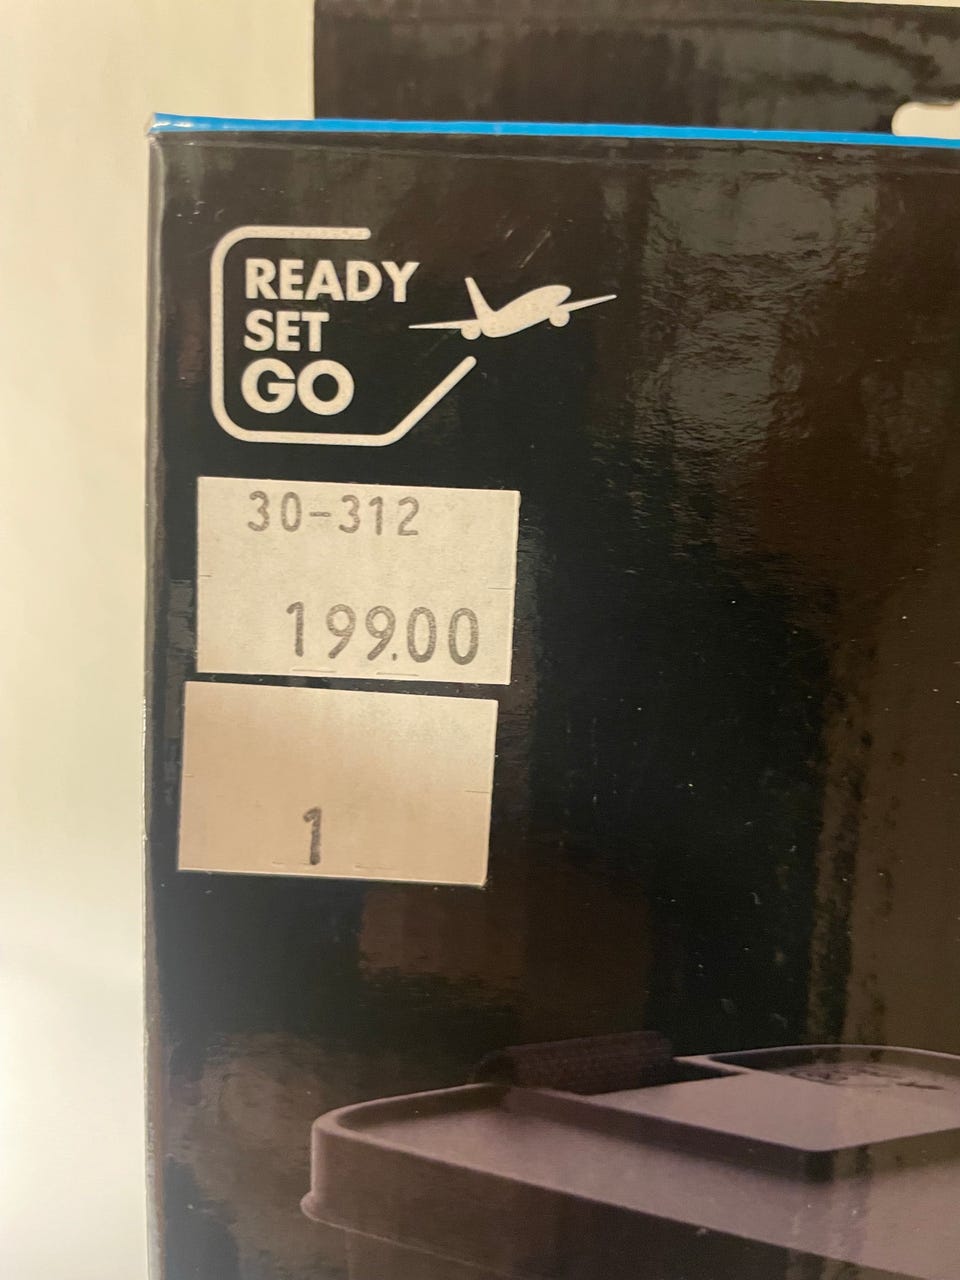 READY
SET
GO
30-312
199.00
1